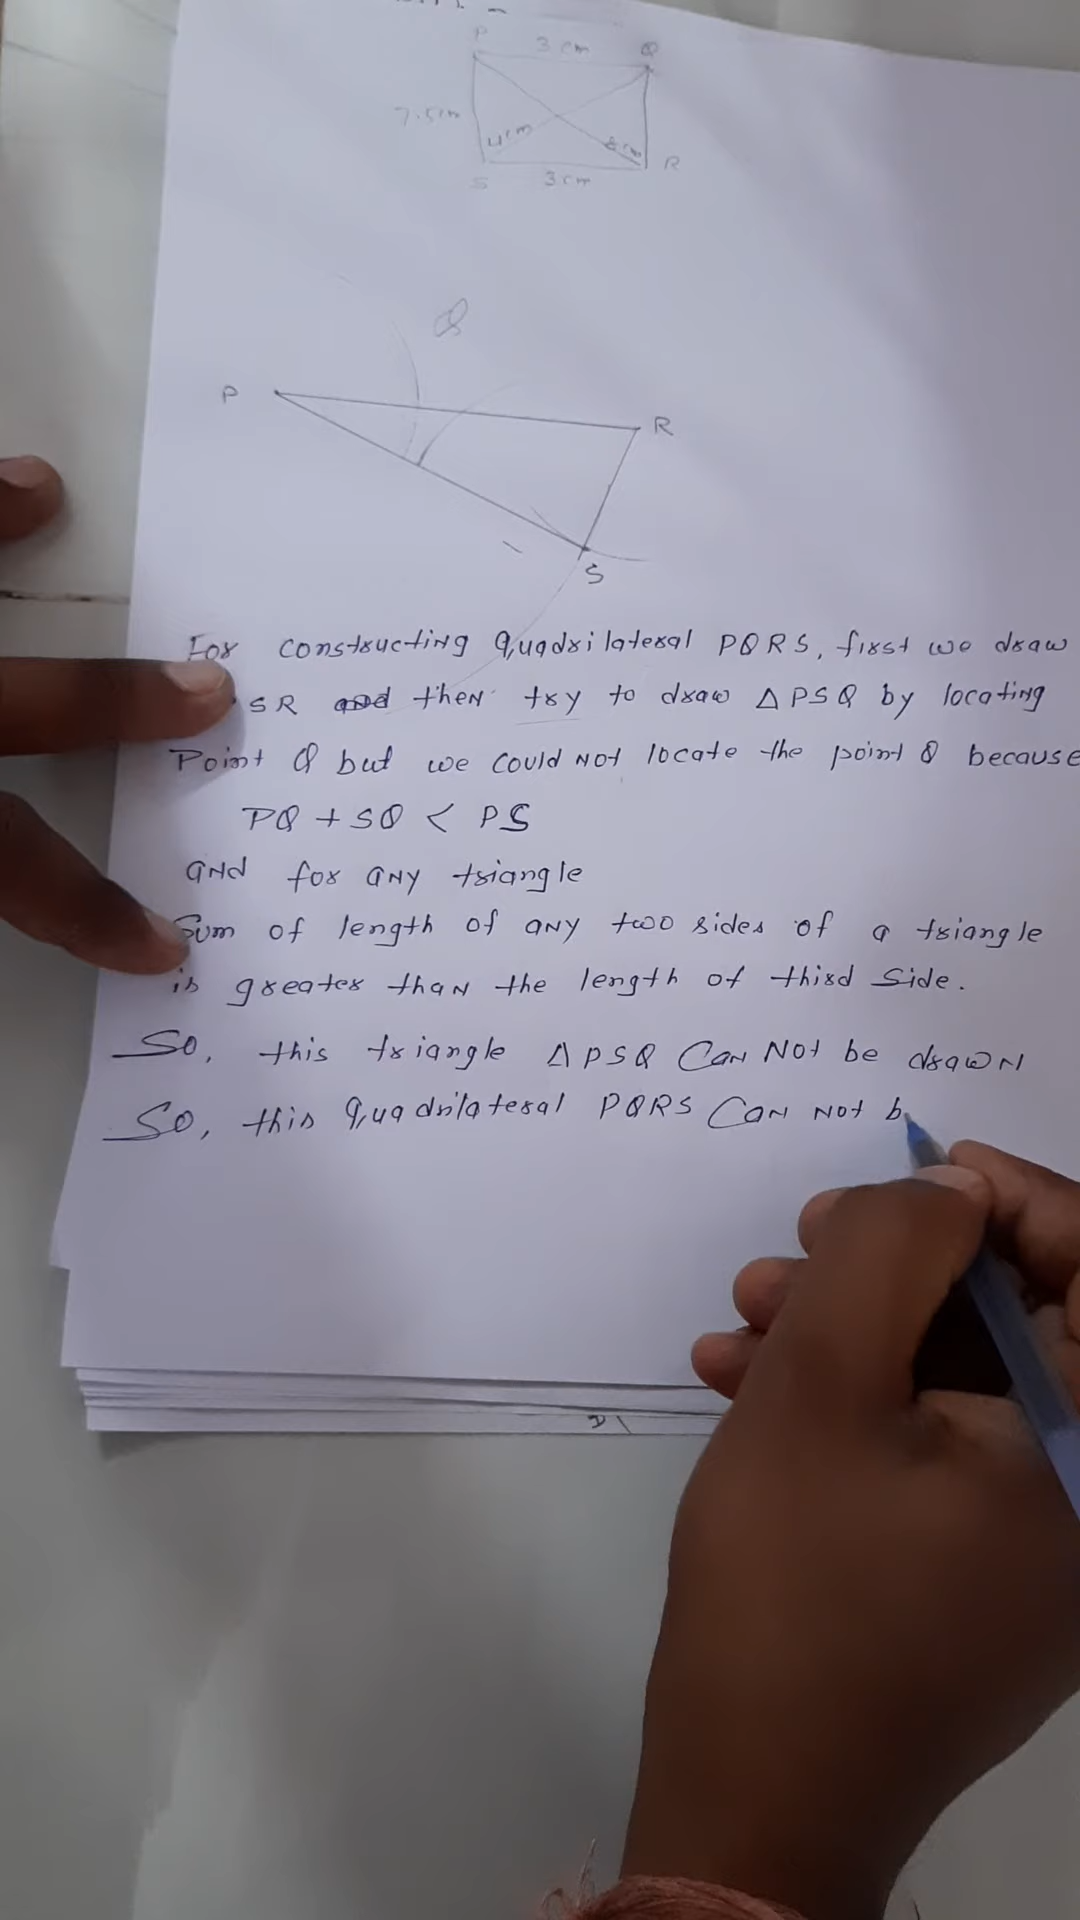 P 3 cm Q
7.5cm
4cm 8cm
S 3cm R
Q
P
R
S
For constructing quadrilateral PQRS, first we draw
SR and then try to draw △PSQ by locating
Point Q but we could not locate the point Q because
PQ + SQ < PS
and for any triangle
Sum of length of any two sides of a triangle
is greater than the length of third side.
So, this triangle △PSQ Can Not be drawn
So, this quadrilateral PQRS Can not b